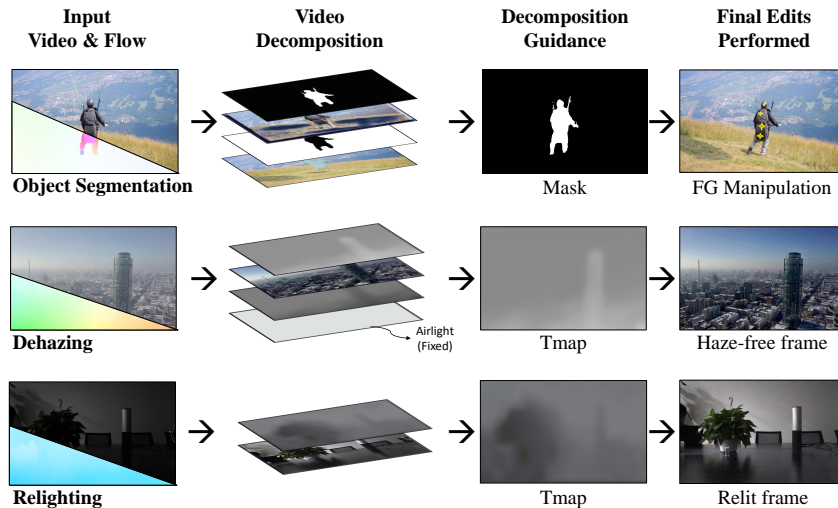 Input
Video & Flow
Video
Decomposition
Decomposition
Guidance
Final Edits
Performed
Object Segmentation
Mask
FG Manipulation
Dehazing
Airlight
(Fixed)
Tmap
Haze-free frame
Relighting
Tmap
Relit frame